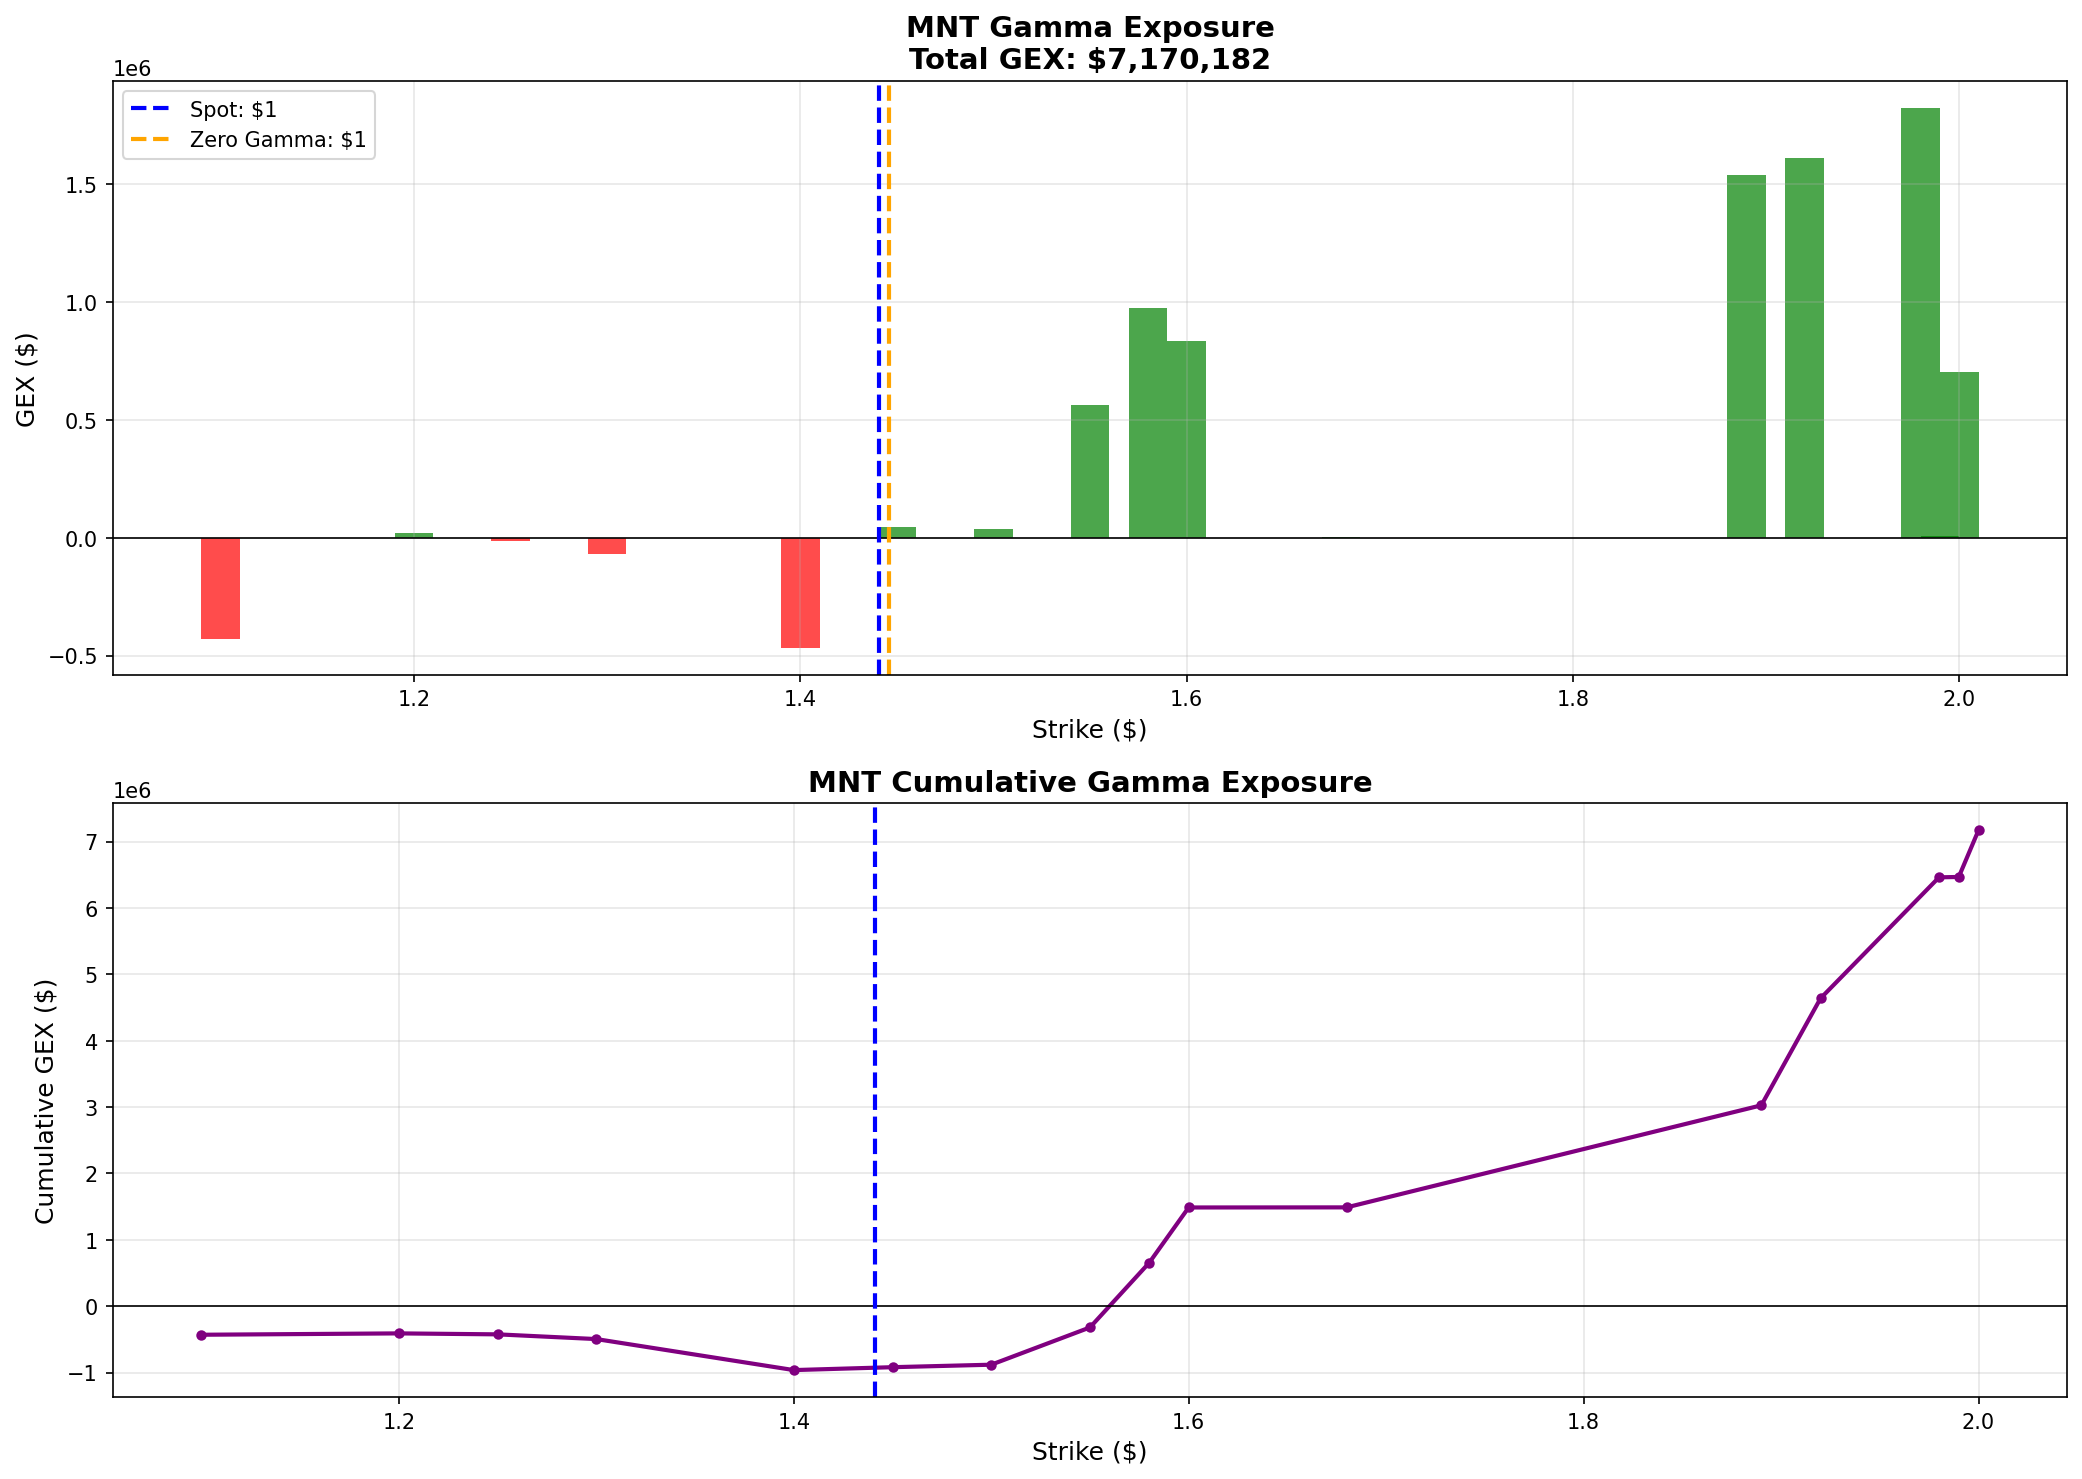 MNT Gamma Exposure
Total GEX: $7,170,182
1e6
Spot: $1
Zero Gamma: $1
GEX ($)
1.5
1.0
0.5
0.0
−0.5
1.2 1.4 1.6 1.8 2.0
Strike ($)
MNT Cumulative Gamma Exposure
1e6
Cumulative GEX ($)
7
6
5
4
3
2
1
0
−1
1.2 1.4 1.6 1.8 2.0
Strike ($)